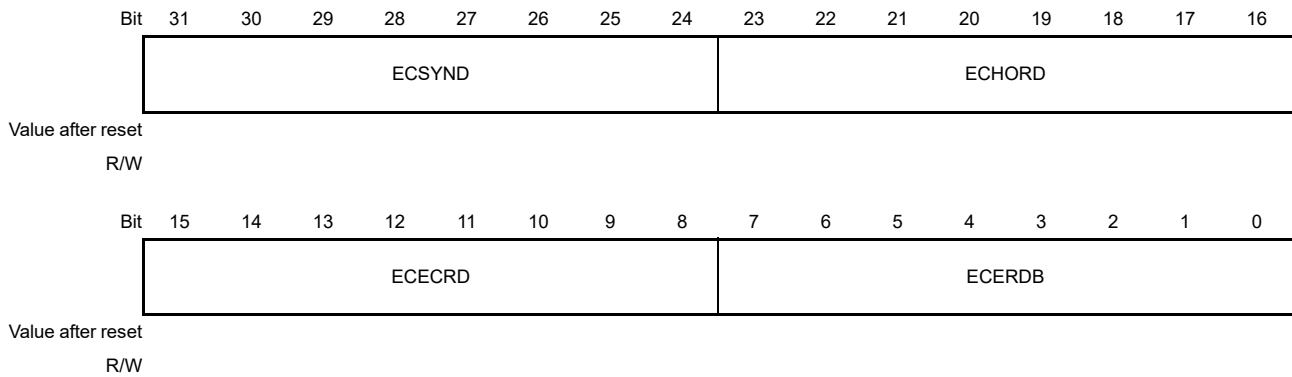 Bit 31 30 29 28 27 26 25 24 23 22 21 20 19 18 17 16
ECSYND ECHORD
Value after reset
R/W
Bit 15 14 13 12 11 10 9 8 7 6 5 4 3 2 1 0
ECECRD ECERDB
Value after reset
R/W